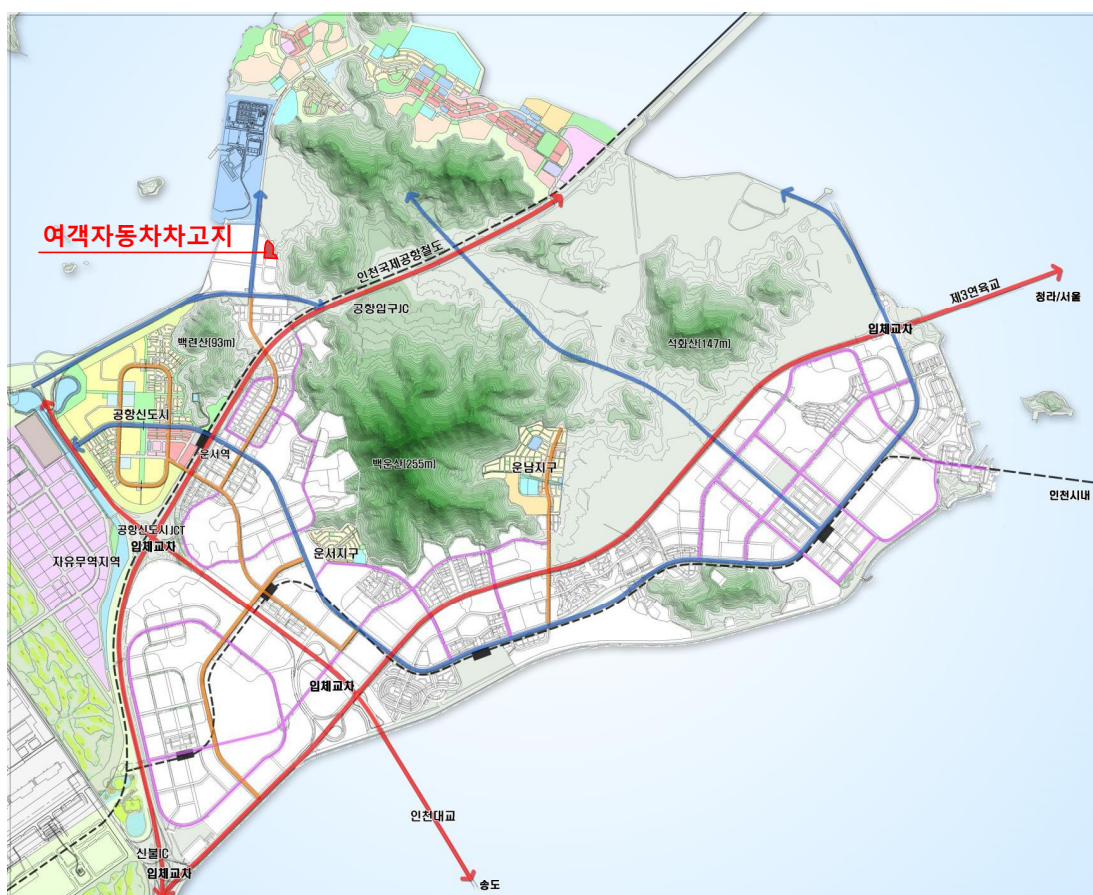 여객자동차차고지
인천국제공항철도
공항입구JC
제3연육교
청라/서울
입체교차
백련산(93m)
석화산(147m)
공항신도시
운서역
백운산(255m)
운남지구
인천시내
공항신도시JCT
입체교차
자유무역지역
운서지구
입체교차
인천대교
신불IC
입체교차
송도